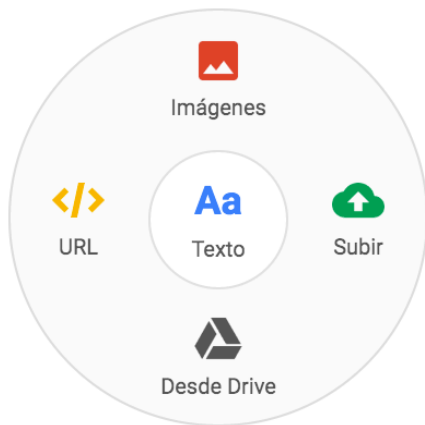 Imágenes
URL
Aa
Texto
Subir
Desde Drive